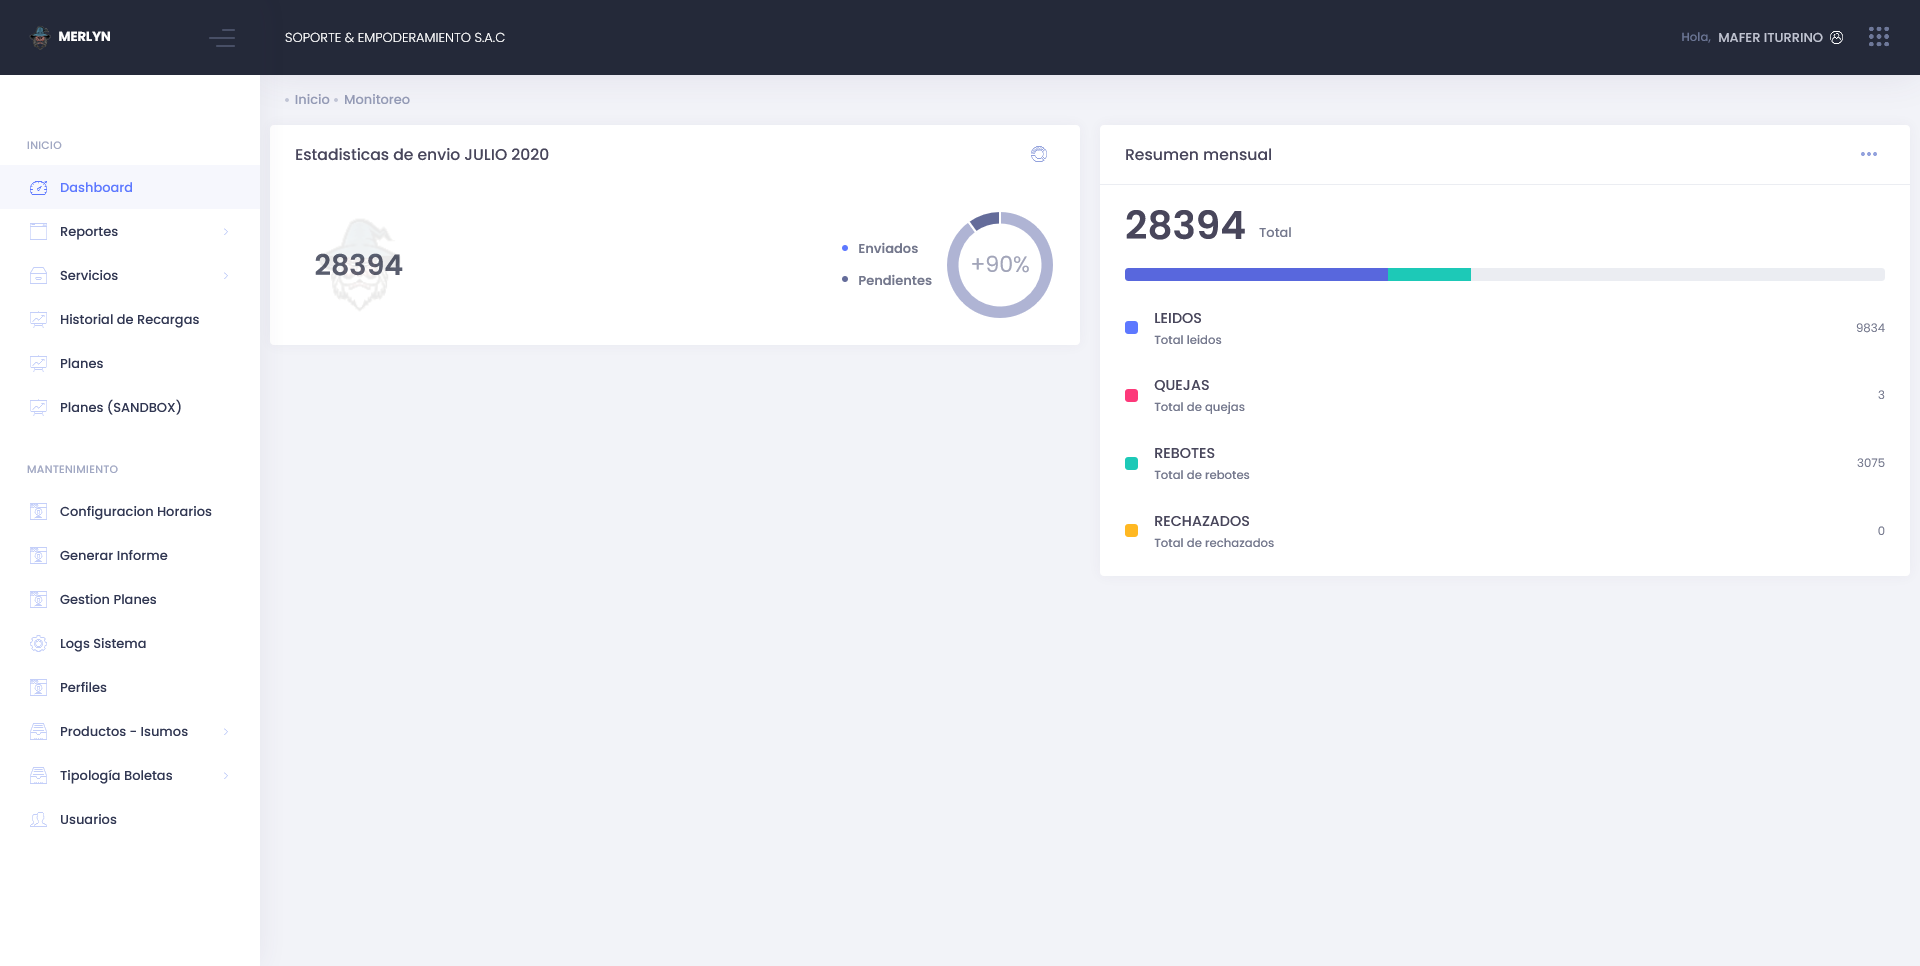 MERLYN
SOPORTE & EMPODERAMIENTO S.A.C
Hola, MAFER ITURRINO
Inicio
Monitoreo
INICIO
Dashboard
Reportes
Servicios
Historial de Recargas
Planes
Planes (SANDBOX)
MANTENIMIENTO
Configuracion Horarios
Generar Informe
Gestion Planes
Logs Sistema
Perfiles
Productos - Isumos
Tipología Boletas
Usuarios
Estadisticas de envio JULIO 2020
28394
Enviados
Pendientes
+90%
Resumen mensual
28394 Total
LEIDOS
Total leidos
9834
QUEJAS
Total de quejas
3
REBOTES
Total de rebotes
3075
RECHAZADOS
Total de rechazados
0